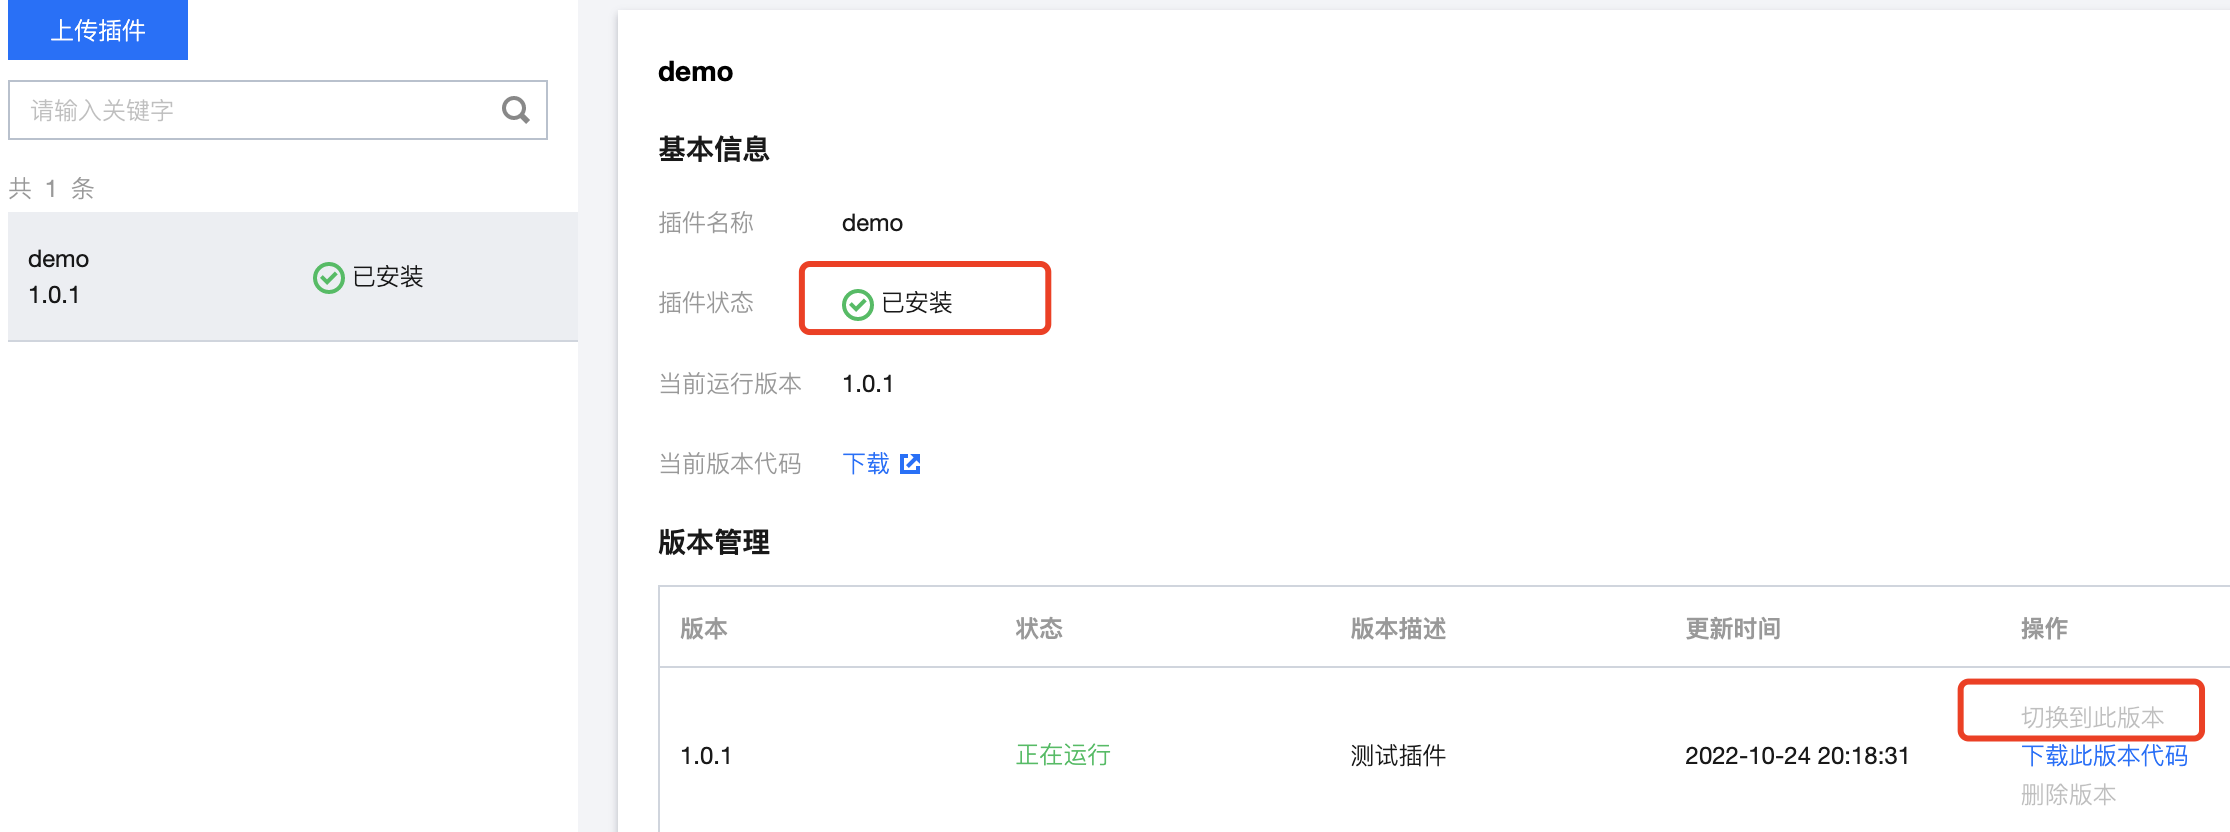 上传插件
请输入关键字
共 1 条
demo
1.0.1
已安装
demo
基本信息
插件名称 demo
插件状态 已安装
当前运行版本 1.0.1
当前版本代码 下载
版本管理
版本 状态 版本描述 更新时间 操作
1.0.1 正在运行 测试插件 2022-10-24 20:18:31
切换到此版本
下载此版本代码
删除版本